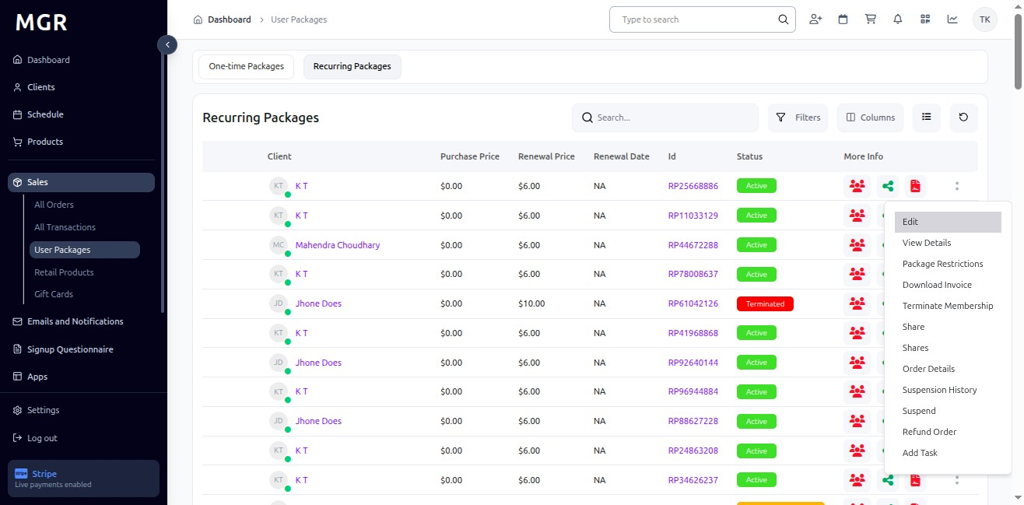 MGR
Dashboard
Clients
Schedule
Products
Sales
All Orders
All Transactions
User Packages
Retail Products
Gift Cards
Emails and Notifications
Signup Questionnaire
Apps
Settings
Log out
stripe Stripe
Live payments enabled
Dashboard > User Packages
Type to search
TK
One-time Packages Recurring Packages
Recurring Packages
Search... Filters Columns
Client Purchase Price Renewal Price Renewal Date Id Status More Info
KT K T $0.00 $6.00 NA RP25668886 Active
KT K T $0.00 $6.00 NA RP11033129 Active
MC Mahendra Choudhary $0.00 $6.00 NA RP44672288 Active
KT K T $0.00 $6.00 NA RP78008637 Active
JD Jhone Does $0.00 $10.00 NA RP61042126 Terminated
KT K T $0.00 $6.00 NA RP41968868 Active
JD Jhone Does $0.00 $6.00 NA RP92640144 Active
KT K T $0.00 $6.00 NA RP96944884 Active
JD Jhone Does $0.00 $6.00 NA RP88627228 Active
KT K T $0.00 $6.00 NA RP24863208 Active
KT K T $0.00 $6.00 NA RP34626237 Active
Edit
View Details
Package Restrictions
Download Invoice
Terminate Membership
Share
Shares
Order Details
Suspension History
Suspend
Refund Order
Add Task